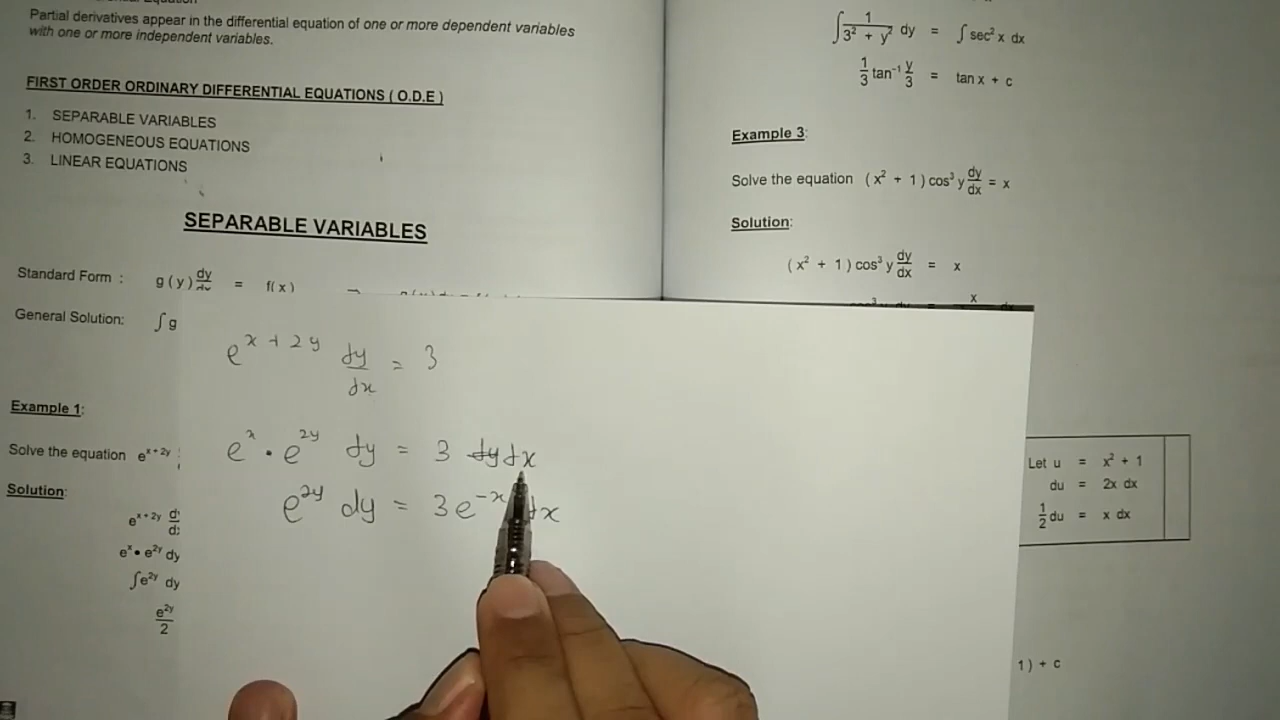 Partial derivatives appear in the differential equation of one or more dependent variables
with one or more independent variables.
FIRST ORDER ORDINARY DIFFERENTIAL EQUATIONS ( O.D.E )
1. SEPARABLE VARIABLES
2. HOMOGENEOUS EQUATIONS
3. LINEAR EQUATIONS
SEPARABLE VARIABLES
Standard Form : g ( y ) dy/dx = f( x )
General Solution: ∫ g
Example 1:
Solve the equation e^(x + 2y)
Solution:
e^(x + 2y) d
e^x • e^(2y) dy
∫ e^(2y) dy
e^(2y)/2
e^(x + 2y) dy/dx = 3
e^x • e^(2y) dy = 3 dy dx
e^(2y) dy = 3e^(-x) dx
∫ 1/(3² + y²) dy = ∫ sec² x dx
1/3 tan⁻¹ y/3 = tan x + c
Example 3:
Solve the equation ( x² + 1 ) cos³ y dy/dx = x
Solution:
( x² + 1 ) cos³ y dy/dx = x
Let u = x² + 1
du = 2x dx
1/2 du = x dx
1 ) + c